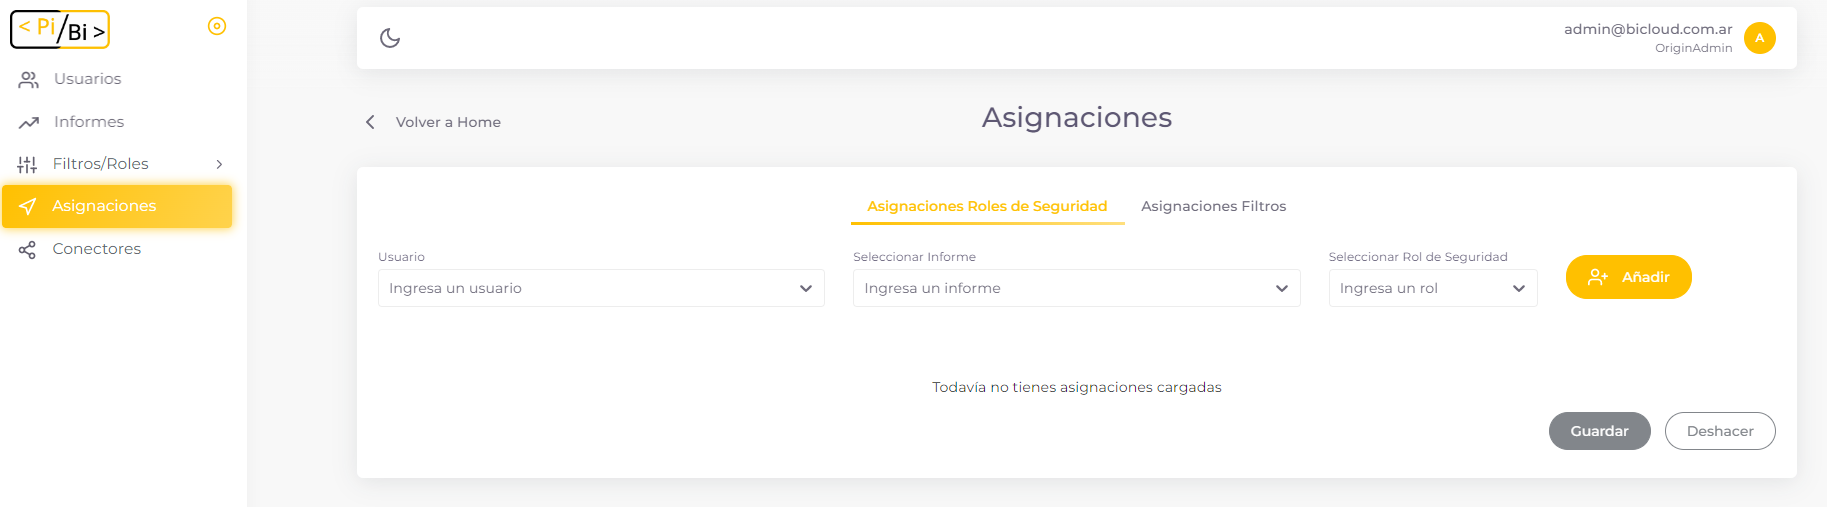 < Pi/Bi >
Usuarios
Informes
Filtros/Roles
Asignaciones
Conectores
admin@bicloud.com.ar
OriginAdmin
A
Volver a Home
Asignaciones
Asignaciones Roles de Seguridad
Asignaciones Filtros
Usuario
Seleccionar Informe
Seleccionar Rol de Seguridad
Ingresa un usuario
Ingresa un informe
Ingresa un rol
Añadir
Todavía no tienes asignaciones cargadas
Guardar
Deshacer